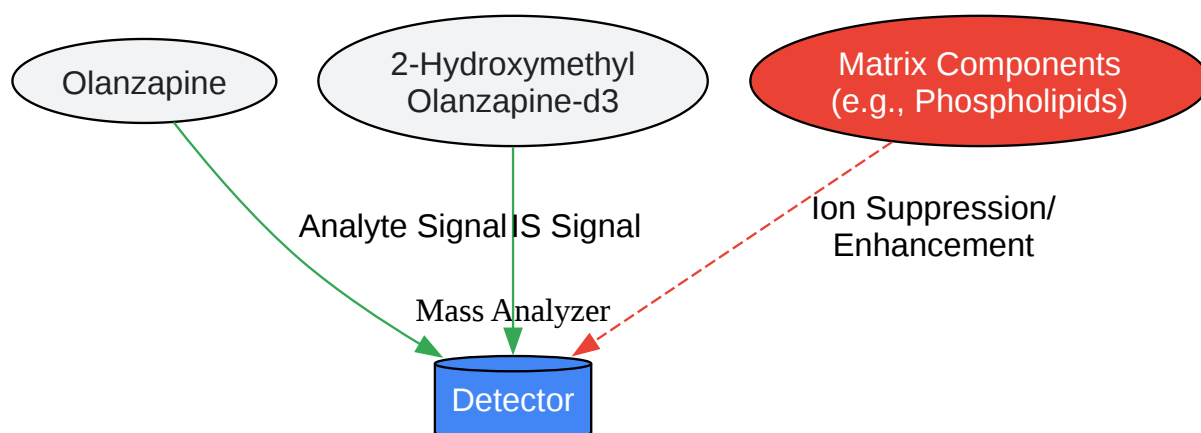 Olanzapine
2-Hydroxymethyl
Olanzapine-d3
Matrix Components
(e.g., Phospholipids)
Analyte Signal
IS Signal
Ion Suppression/
Enhancement
Mass Analyzer
Detector